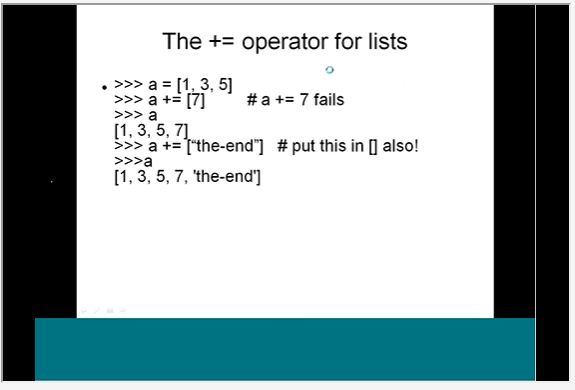 The += operator for lists
• >>> a = [1, 3, 5]
>>> a += [7] # a += 7 fails
>>> a
[1, 3, 5, 7]
>>> a += [“the-end”] # put this in [] also!
>>>a
[1, 3, 5, 7, 'the-end']